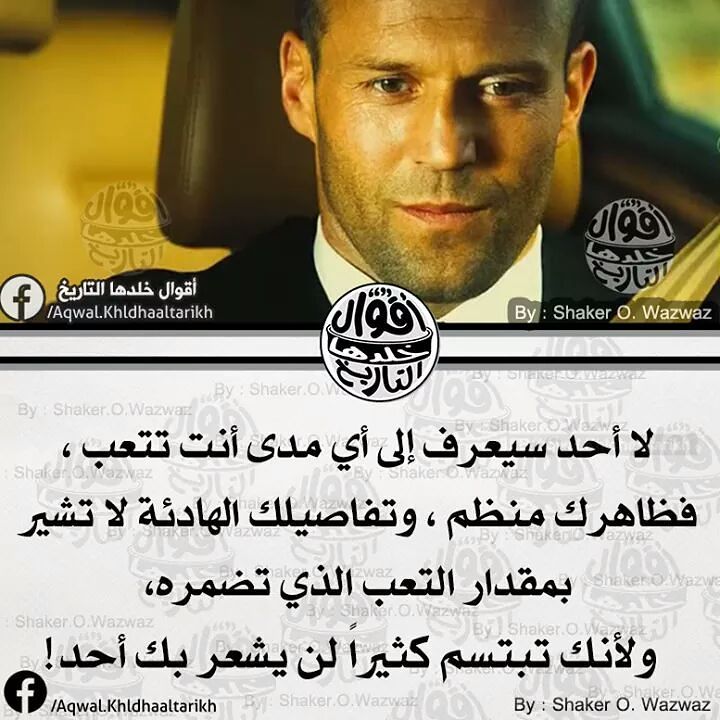 أقوال خلدها التاريخ
/Aqwal.Khldhaaltarikh
By : Shaker O. Wazwaz
أقوال
خلدها
التاريخ
لا أحد سيعرف إلى أي مدى أنت تتعب ،
فظاهرك منظم ، وتفاصيلك الهادئة لا تشير
بمقدار التعب الذي تضمره،
ولأنك تبتسم كثيراً لن يشعر بك أحد!
/Aqwal.Khldhaaltarikh
By : Shaker O. Wazwaz